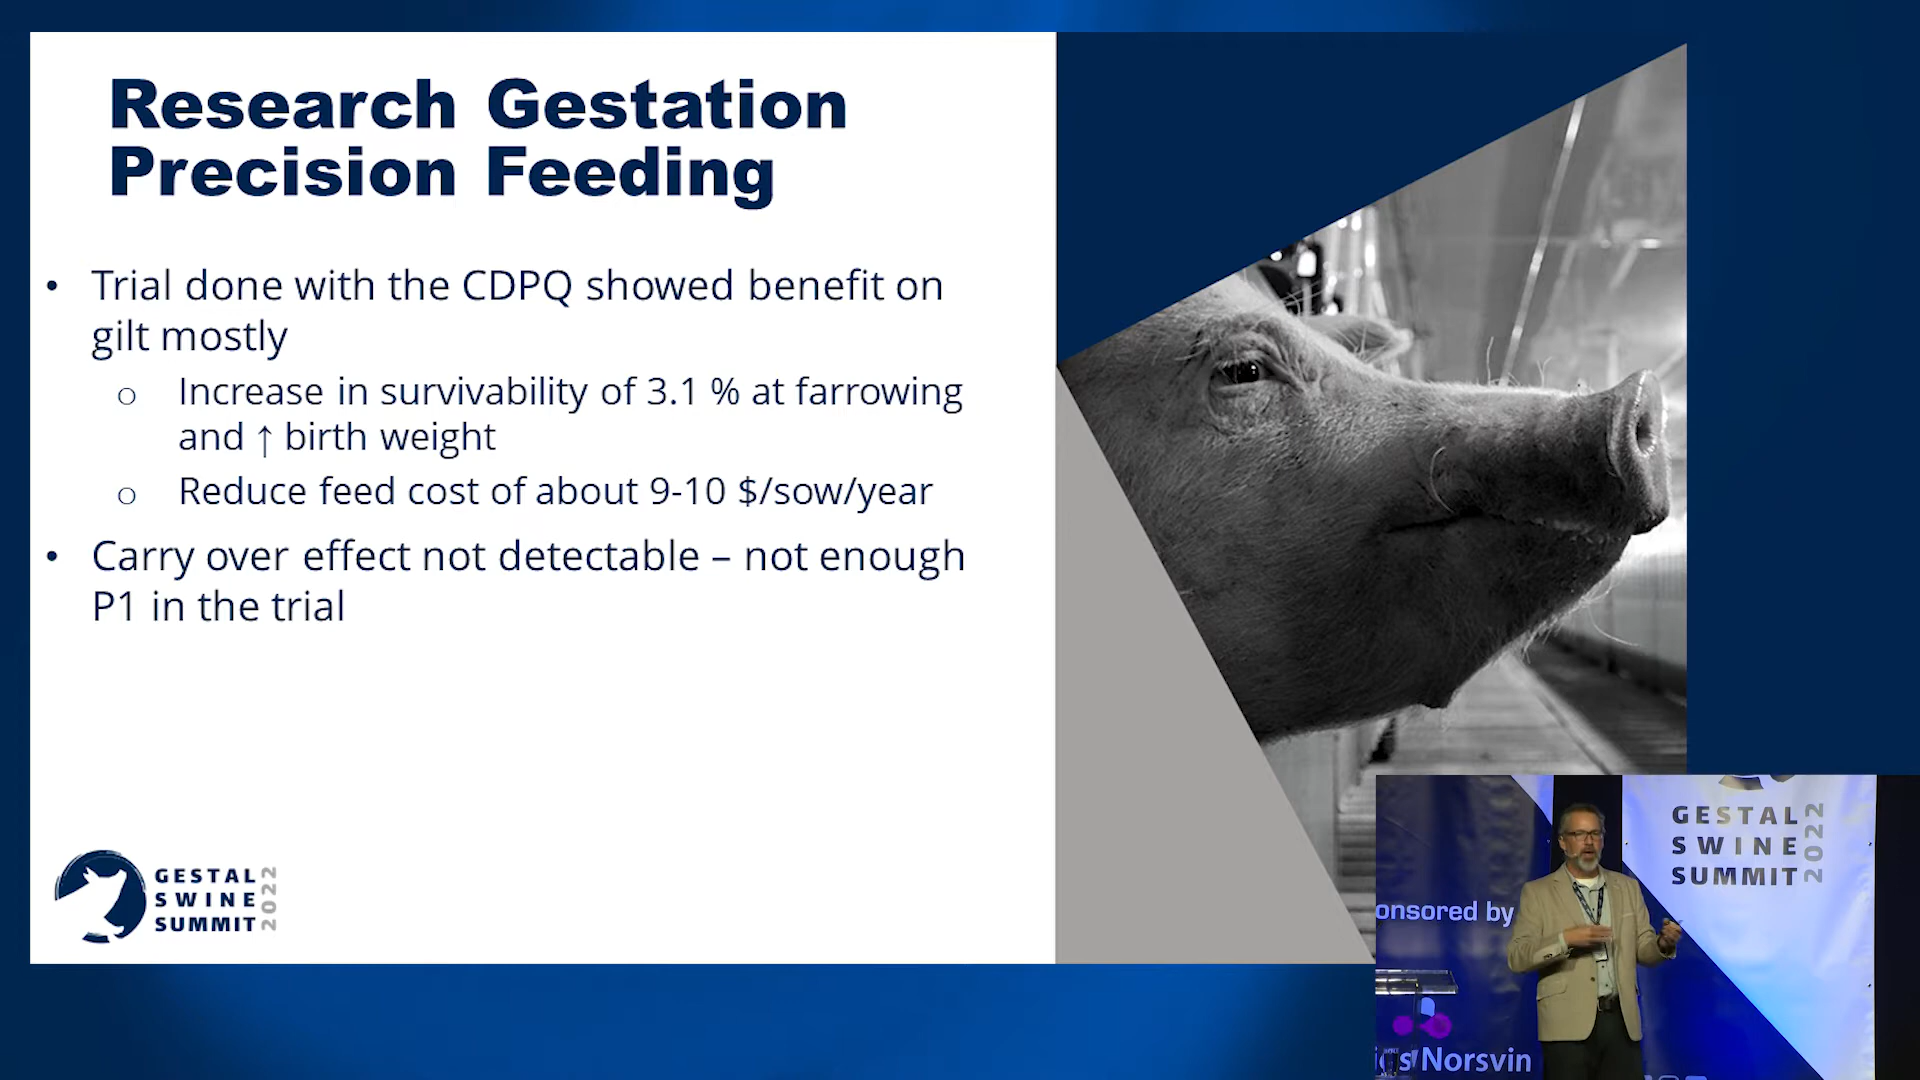 Research Gestation
Precision Feeding
• Trial done with the CDPQ showed benefit on
gilt mostly
o Increase in survivability of 3.1 % at farrowing
and ↑ birth weight
o Reduce feed cost of about 9-10 $/sow/year
• Carry over effect not detectable – not enough
P1 in the trial
GESTAL
SWINE
SUMMIT
2022
GESTAL
SWINE
SUMMIT
2022
onsored by
Norsvin